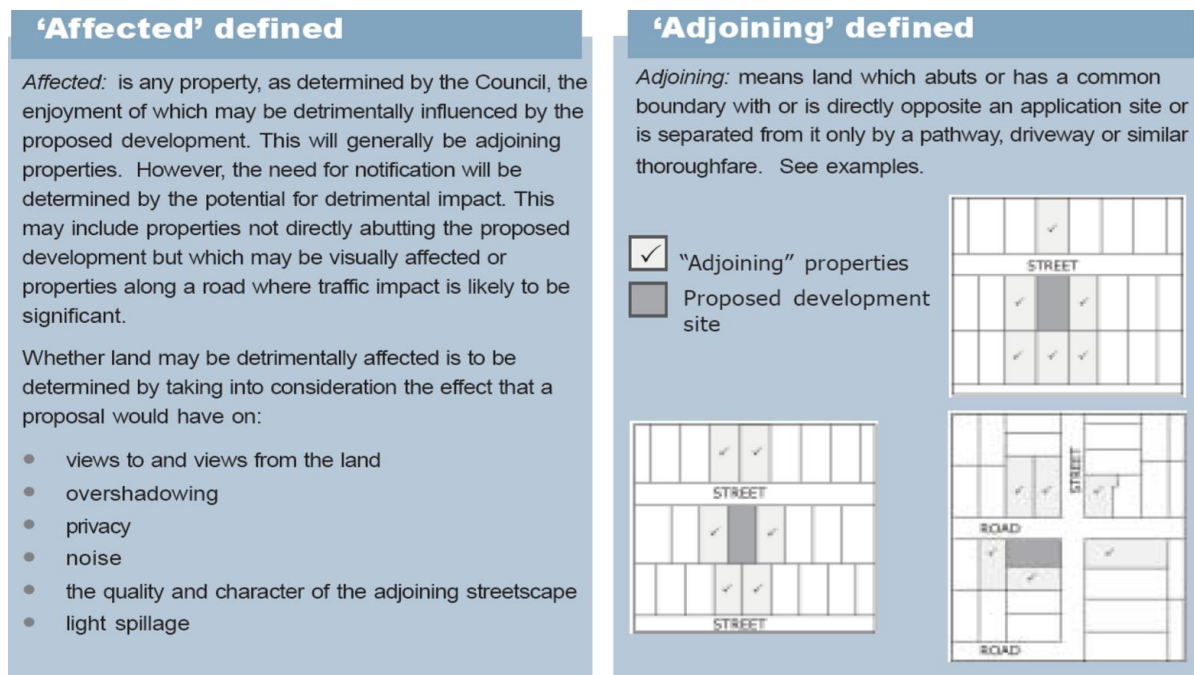 ‘Affected’ defined
Affected: is any property, as determined by the Council, the
enjoyment of which may be detrimentally influenced by the
proposed development. This will generally be adjoining
properties. However, the need for notification will be
determined by the potential for detrimental impact. This
may include properties not directly abutting the proposed
development but which may be visually affected or
properties along a road where traffic impact is likely to be
significant.
Whether land may be detrimentally affected is to be
determined by taking into consideration the effect that a
proposal would have on:
views to and views from the land
overshadowing
privacy
noise
the quality and character of the adjoining streetscape
light spillage
‘Adjoining’ defined
Adjoining: means land which abuts or has a common
boundary with or is directly opposite an application site or
is separated from it only by a pathway, driveway or similar
thoroughfare. See examples.
“Adjoining” properties
Proposed development
site
STREET
STREET
STREET
STREET
ROAD
ROAD